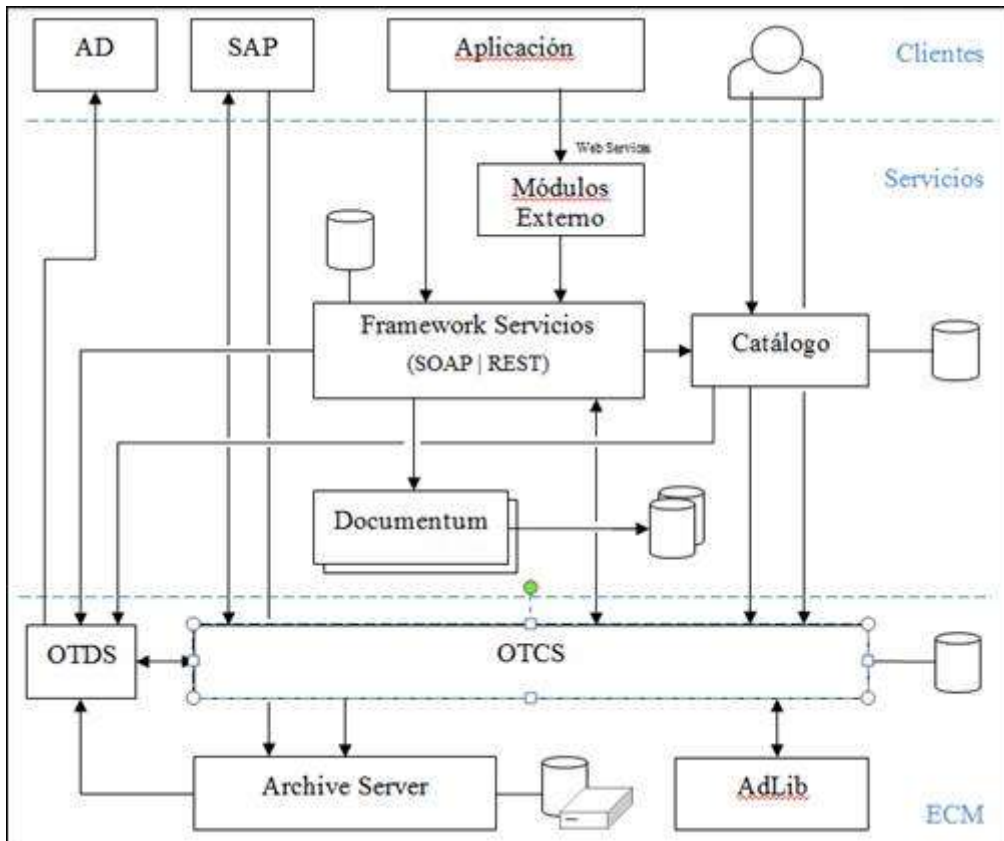 AD
SAP
Aplicación
Clientes
Web Services
Servicios
Módulos
Externo
Framework Servicios
(SOAP | REST)
Catálogo
Documentum
OTDS
OTCS
Archive Server
AdLib
ECM